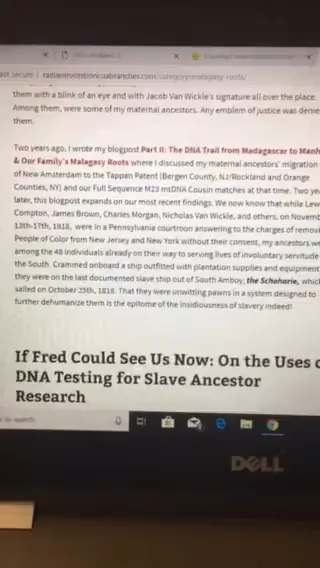 radiantrootsboricuabranches.com/category/malagasy-roots/
them with a blink of an eye and with Jacob Van Wickle's signature all over the place.
Among them, were some of my maternal ancestors. Any emblem of justice was denie
them.
Two years ago, I wrote my blogpost Part II: The DNA Trail from Madagascar to Manh
& Our Family's Malagasy Roots where I discussed my maternal ancestors' migration
of New Amsterdam to the Tappan Patent (Bergen County, NJ/Rockland and Orange
Counties, NY) and our Full Sequence M23 mtDNA Cousin matches at that time. Two ye
later, this blogpost expands on our most recent findings. We now know that while Lew
Compton, James Brown, Charles Morgan, Nicholas Van Wickle, and others, on Novemb
13th-17th, 1818, were in a Pennsylvania courtroom answering to the charges of removi
People of Color from New Jersey and New York without their consent, my ancestors we
among the 48 individuals already on their way to serving lives of involuntary servitude
the South. Crammed onboard a ship outfitted with plantation supplies and equipment
they were on the last documented slave ship out of South Amboy, the Schoharie, whic
sailed on October 25th, 1818. That they were unwitting pawns in a system designed to
further dehumanize them is the epitome of the insidiousness of slavery indeed!
If Fred Could See Us Now: On the Uses o
DNA Testing for Slave Ancestor
Research
DELL